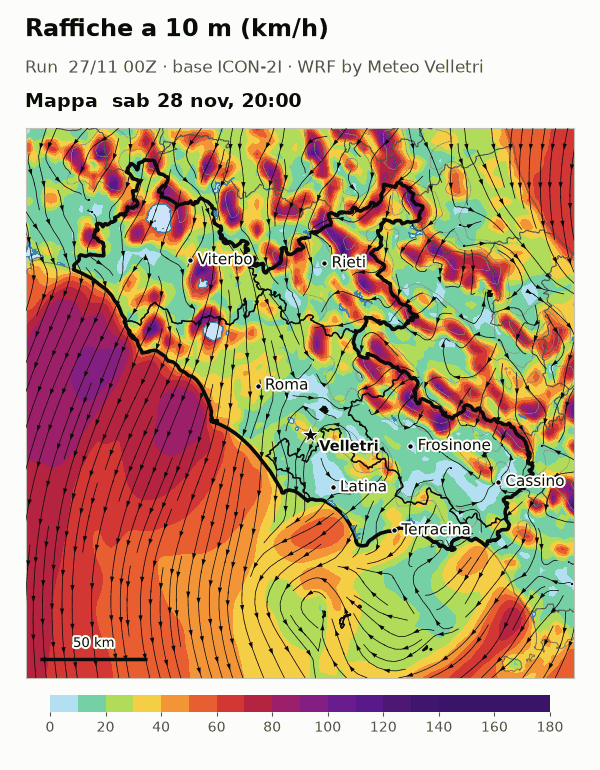 Raffiche a 10 m (km/h)
Run 27/11 00Z · base ICON-2I · WRF by Meteo Velletri
Mappa sab 28 nov, 20:00
Viterbo
Rieti
Roma
Velletri
Frosinone
Latina
Cassino
Terracina
50 km
0 20 40 60 80 100 120 140 160 180